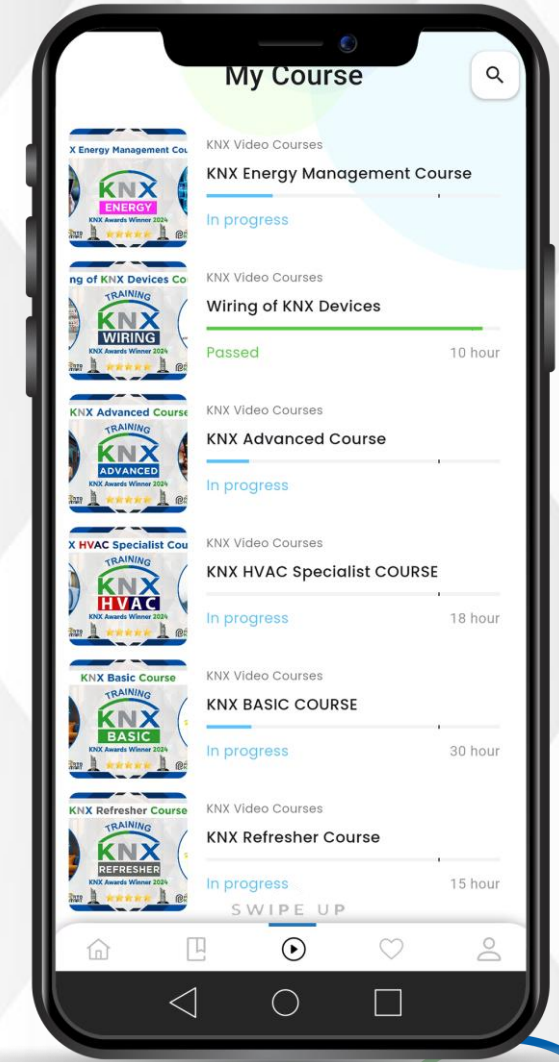 My Course
X Energy Management Cou
KNX
ENERGY
KNX Awards Winner 2024
KNX Video Courses
KNX Energy Management Course
In progress
ng of KNX Devices Co
TRAINING
KNX
WIRING
KNX Awards Winner 2024
KNX Video Courses
Wiring of KNX Devices
Passed
10 hour
KNX Advanced Course
TRAINING
KNX
ADVANCED
KNX Awards Winner 2024
KNX Video Courses
KNX Advanced Course
In progress
X HVAC Specialist Cou
TRAINING
KNX
HVAC
KNX Awards Winner 2024
KNX Video Courses
KNX HVAC Specialist COURSE
In progress
18 hour
KNX Basic Course
TRAINING
KNX
BASIC
KNX Awards Winner 2024
KNX Video Courses
KNX BASIC COURSE
In progress
30 hour
KNX Refresher Course
TRAINING
KNX
REFRESHER
KNX Awards Winner 2024
KNX Video Courses
KNX Refresher Course
In progress
15 hour
SWIPE UP